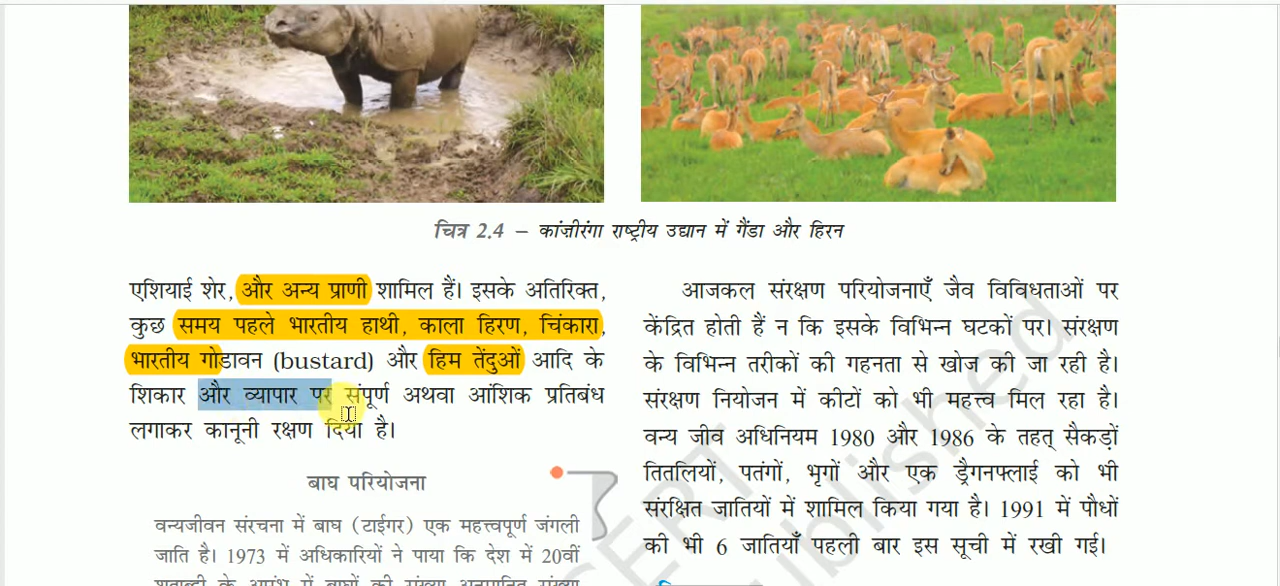 चित्र 2.4 – कांज़ीरंगा राष्ट्रीय उद्यान में गैंडा और हिरन
एशियाई शेर, और अन्य प्राणी शामिल हैं। इसके अतिरिक्त,
कुछ समय पहले भारतीय हाथी, काला हिरण, चिंकारा,
भारतीय गोडावन (bustard) और हिम तेंदुओं आदि के
शिकार और व्यापार पर संपूर्ण अथवा आंशिक प्रतिबंध
लगाकर कानूनी रक्षण दिया है।
बाघ परियोजना
वन्यजीवन संरचना में बाघ (टाईगर) एक महत्त्वपूर्ण जंगली
जाति है। 1973 में अधिकारियों ने पाया कि देश में 20वीं
शताब्दी के आरंभ में बाघों की संख्या अनुमानित संख्या
आजकल संरक्षण परियोजनाएँ जैव विविधताओं पर
केंद्रित होती हैं न कि इसके विभिन्न घटकों पर। संरक्षण
के विभिन्न तरीकों की गहनता से खोज की जा रही है।
संरक्षण नियोजन में कीटों को भी महत्त्व मिल रहा है।
वन्य जीव अधिनियम 1980 और 1986 के तहत् सैकड़ों
तितलियों, पतंगों, भृगों और एक ड्रैगनफ्लाई को भी
संरक्षित जातियों में शामिल किया गया है। 1991 में पौधों
की भी 6 जातियाँ पहली बार इस सूची में रखी गई।